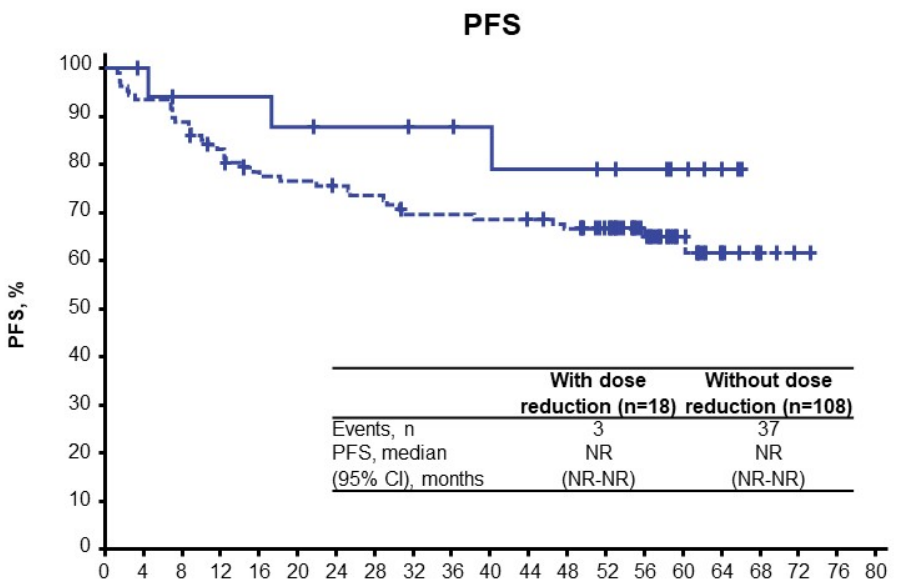 PFS
PFS, %
100
90
80
70
60
50
40
30
20
10
0
With dose Without dose
reduction (n=18) reduction (n=108)
Events, n 3 37
PFS, median NR NR
(95% CI), months (NR-NR) (NR-NR)
0 4 8 12 16 20 24 28 32 36 40 44 48 52 56 60 64 68 72 76 80